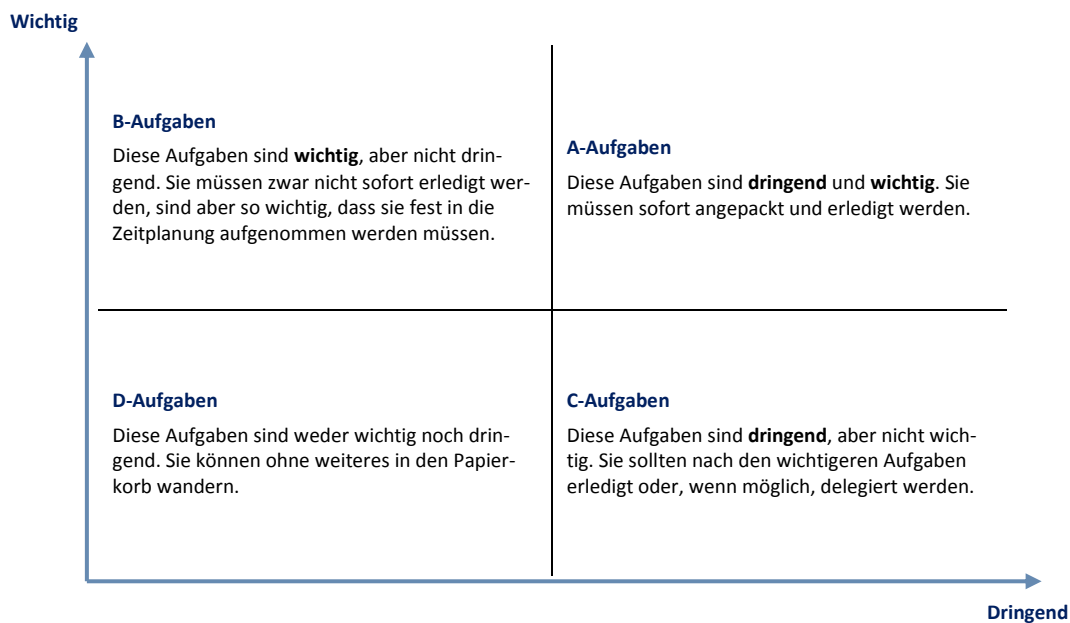 Wichtig
B-Aufgaben
Diese Aufgaben sind wichtig, aber nicht drin-
gend. Sie müssen zwar nicht sofort erledigt wer-
den, sind aber so wichtig, dass sie fest in die
Zeitplanung aufgenommen werden müssen.
A-Aufgaben
Diese Aufgaben sind dringend und wichtig. Sie
müssen sofort angepackt und erledigt werden.
D-Aufgaben
Diese Aufgaben sind weder wichtig noch drin-
gend. Sie können ohne weiteres in den Papier-
korb wandern.
C-Aufgaben
Diese Aufgaben sind dringend, aber nicht wich-
tig. Sie sollten nach den wichtigeren Aufgaben
erledigt oder, wenn möglich, delegiert werden.
Dringend